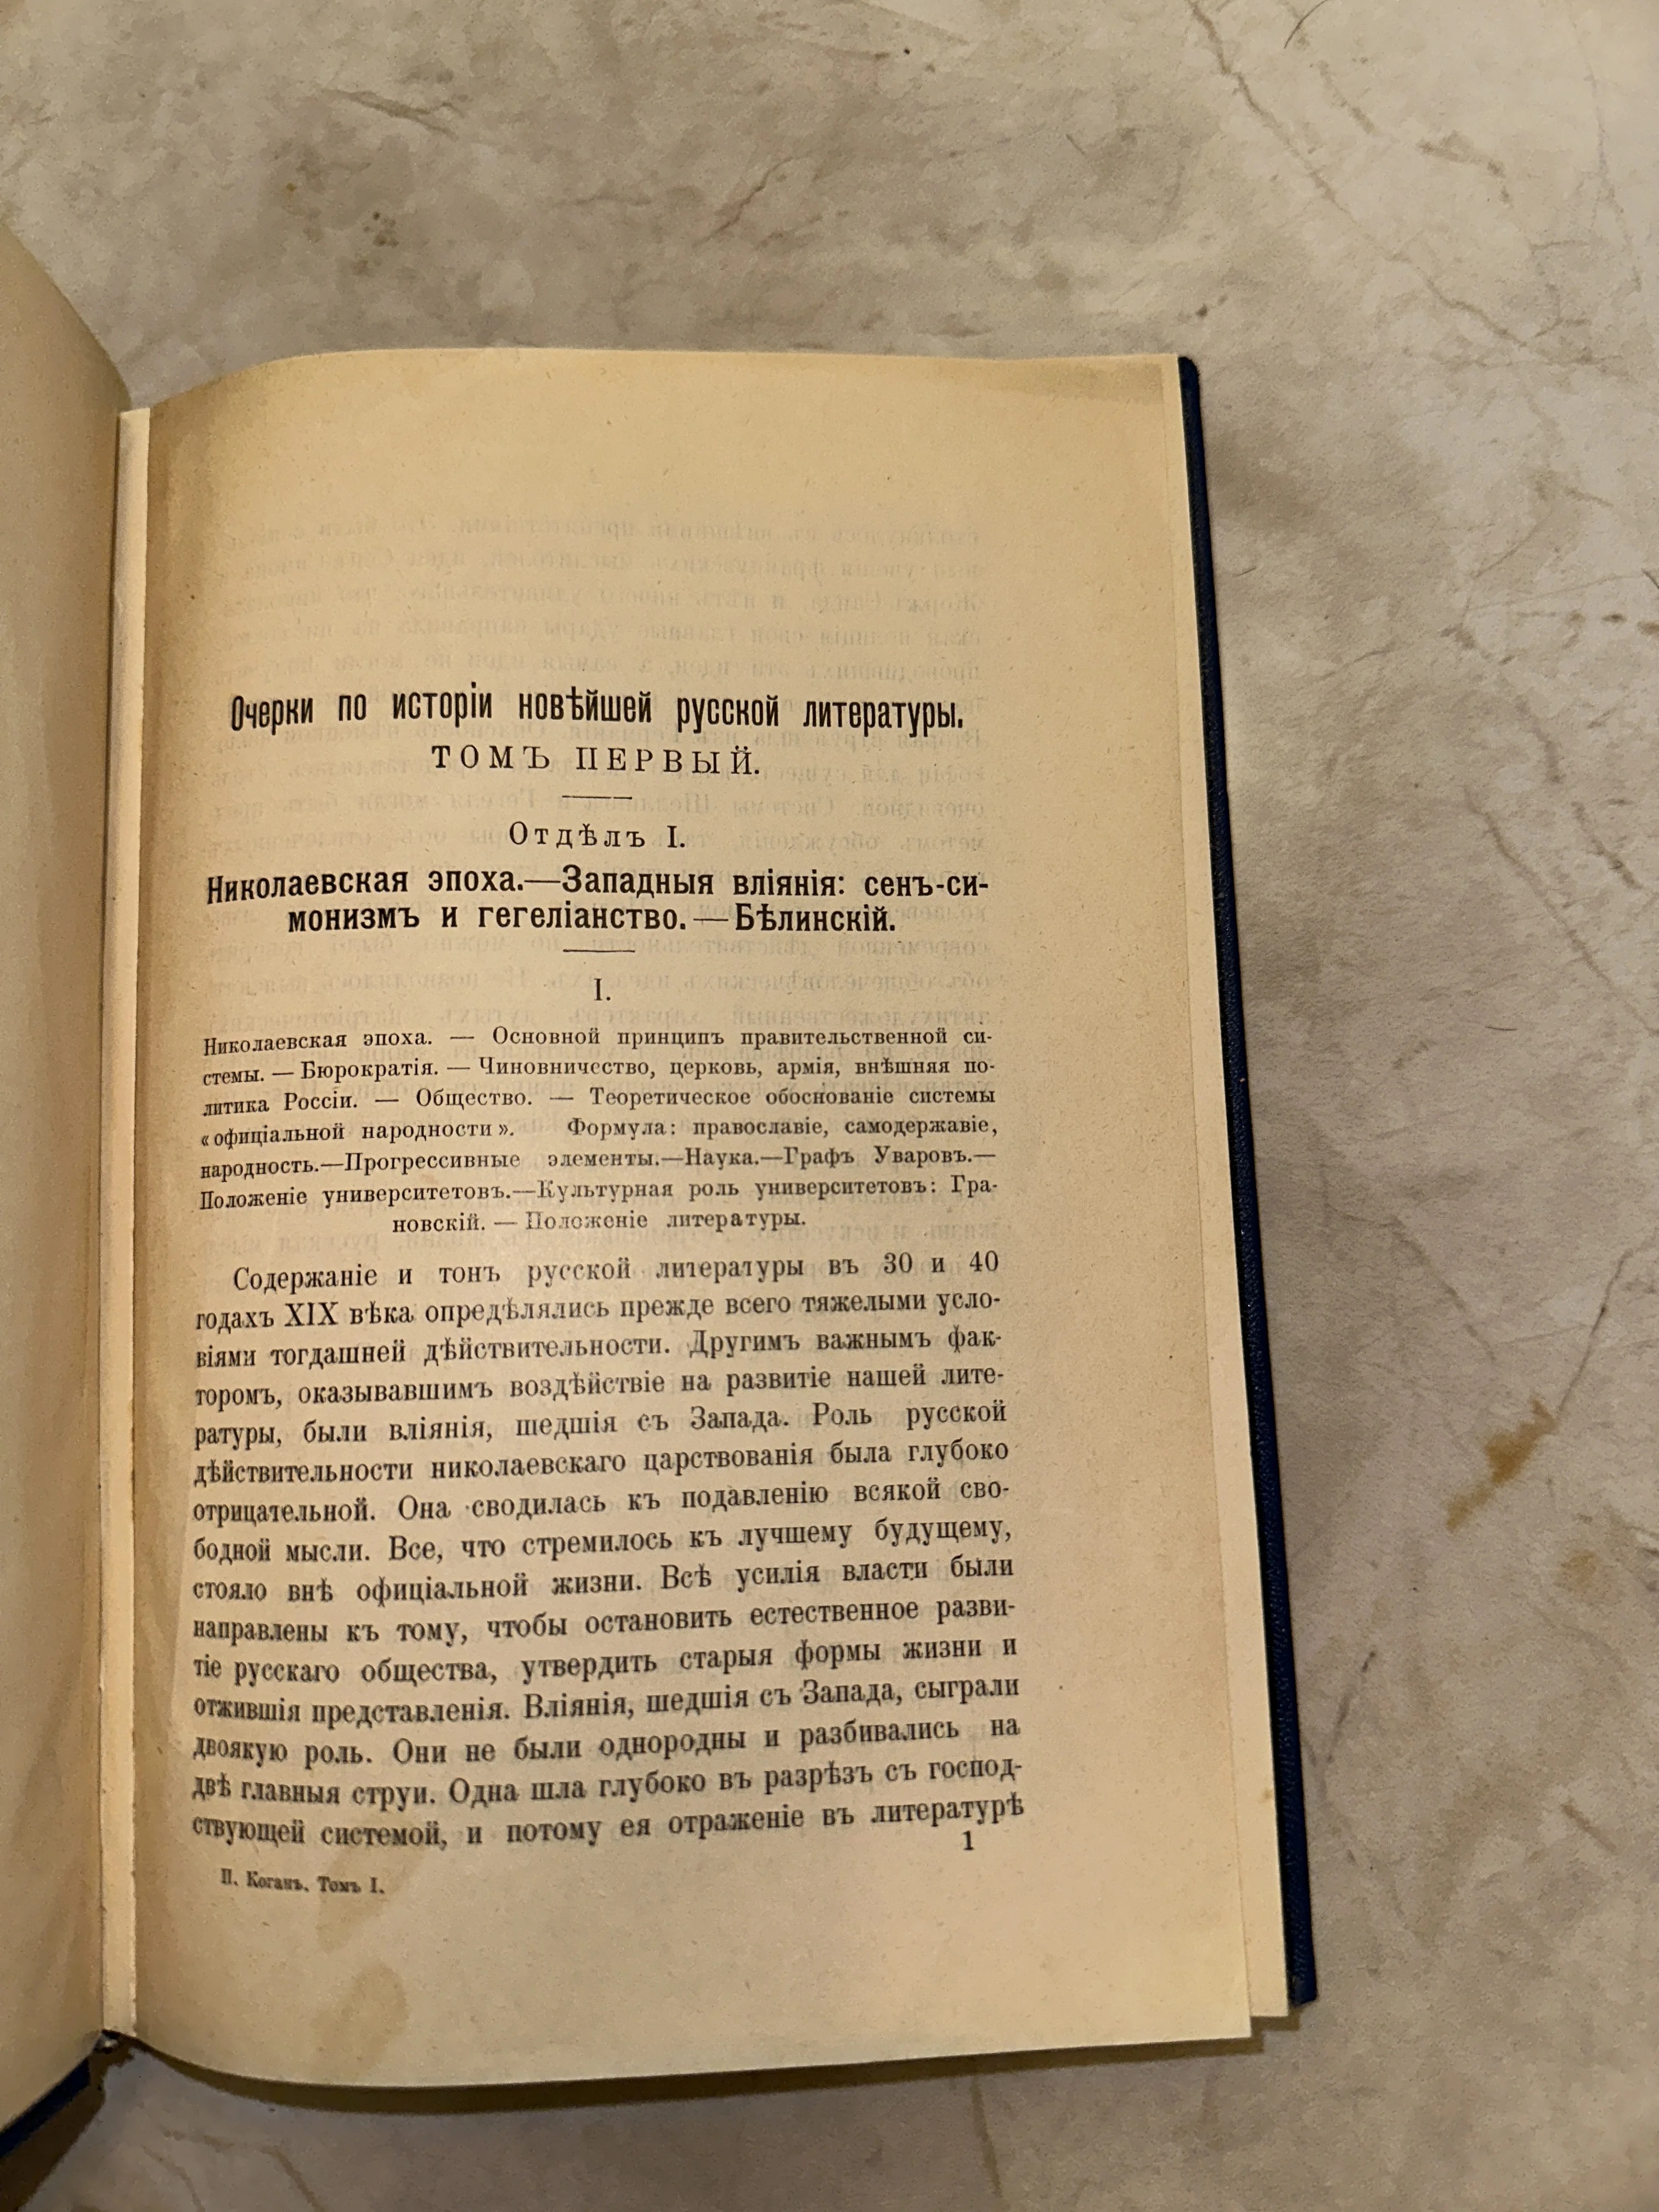 Очерки по исторіи новѣйшей русской литературы.
ТОМЪ ПЕРВЫЙ.
Отдѣлъ I.
Николаевская эпоха.—Западныя вліянія: сенъ-си-
монизмъ и гегеліанство. — Бѣлинскій.
I.
Николаевская эпоха. — Основной принципъ правительственной си-
стемы. — Бюрократія. — Чиновничество, церковь, армія, внѣшняя по-
литика Россіи. — Общество. — Теоретическое обоснованіе системы
«официіальной народности». Формула: православіе, самодержавіе,
народность.—Прогрессивные элементы.—Наука.—Графъ Уваровъ.—
Положеніе университетовъ.—Культурная роль университетовъ: Гра-
новскій. — Положеніе литературы.
Содержаніе и тонъ русской литературы въ 30 и 40
годахъ XIX вѣка опредѣлялись прежде всего тяжелыми усло-
віями тогдашней дѣйствительности. Другимъ важнымъ фак-
торомъ, оказывавшимъ воздѣйствіе на развитіе нашей лите-
ратуры, были вліянія, шедшія съ Запада. Роль русской
дѣйствительности николаевскаго царствованія была глубоко
отрицательной. Она сводилась къ подавленію всякой сво-
бодной мысли. Все, что стремилось къ лучшему будущему,
стояло внѣ официіальной жизни. Всѣ усилія власти были
направлены къ тому, чтобы остановить естественное разви-
тіе русскаго общества, утвердить старыя формы жизни и
отжившія представленія. Вліянія, шедшія съ Запада, сыграли
двоякую роль. Они не были однородны и разбивались на
двѣ главныя струи. Одна шла глубоко въ разрѣзъ съ господ-
ствующей системой, и потому ея отраженіе въ литературѣ
1
П. Коганъ. Томъ I.